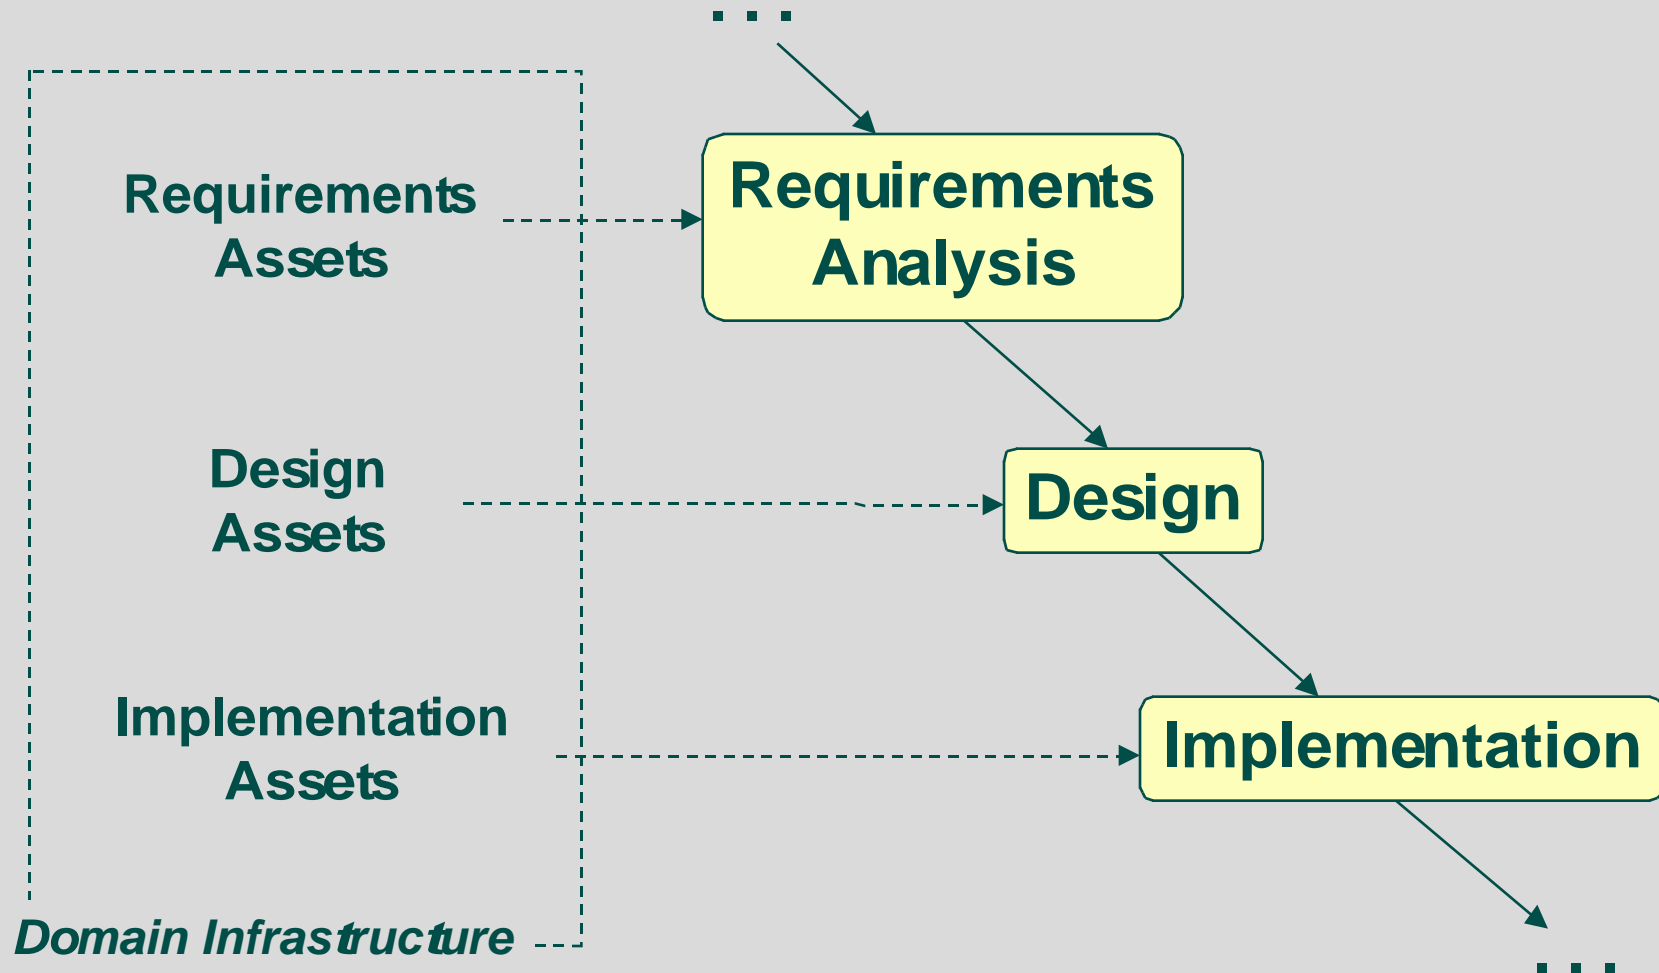 . . .
Requirements
Assets
Requirements
Analysis
Design
Assets
Design
Implementation
Assets
Implementation
Domain Infrastructure
. . .